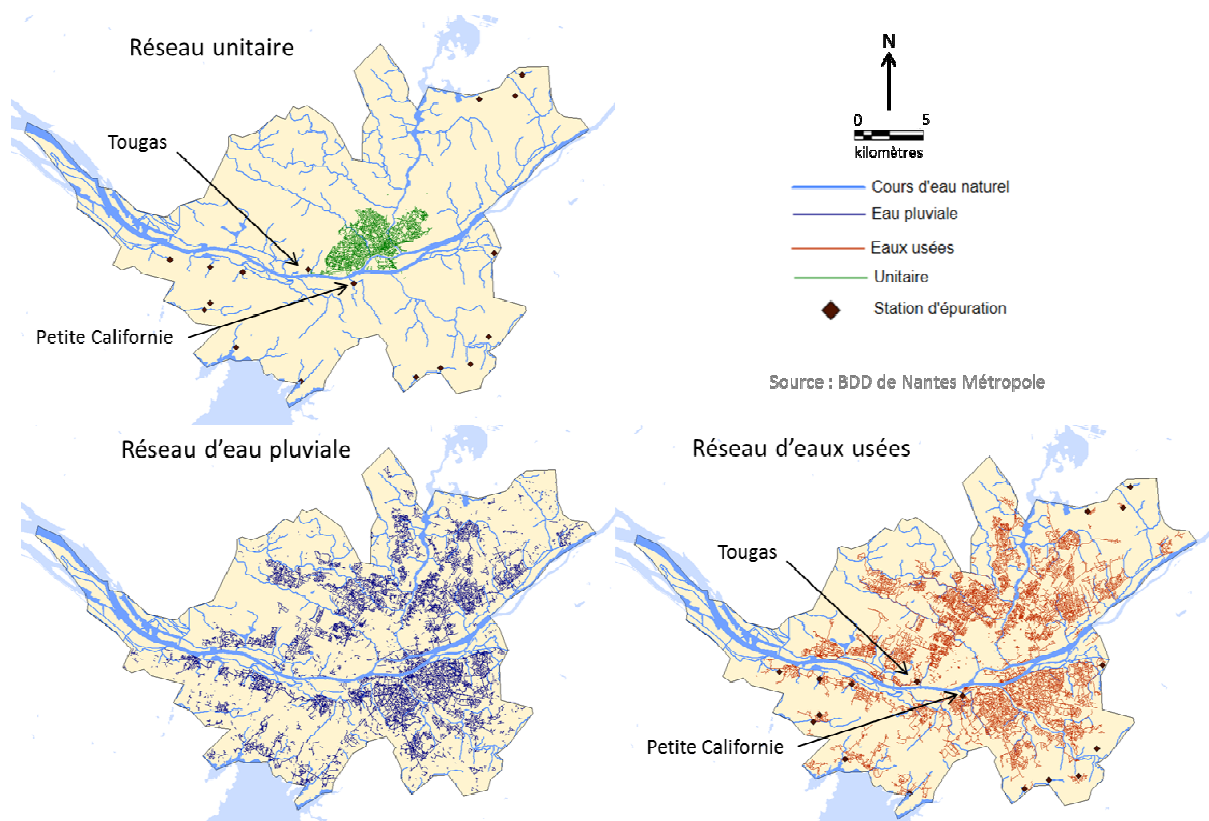 Réseau unitaire
Tougas
Petite Californie
N
0 5
kilomètres
Cours d'eau naturel
Eau pluviale
Eaux usées
Unitaire
Station d'épuration
Source : BDD de Nantes Métropole
Réseau d'eau pluviale
Réseau d'eaux usées
Tougas
Petite Californie